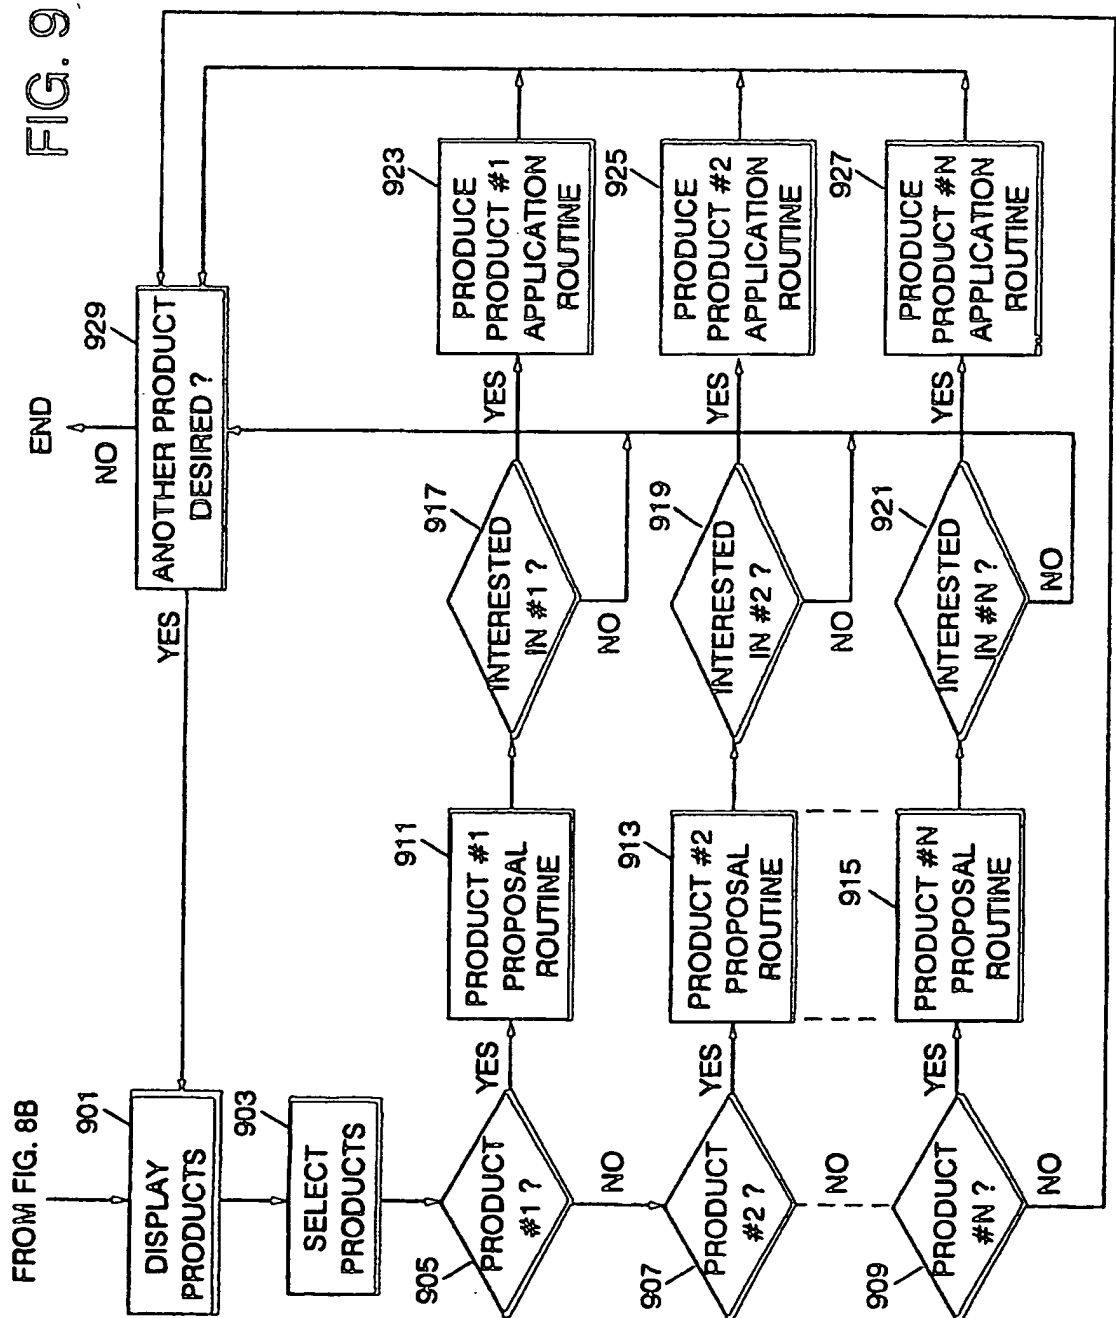 FIG. 9
FROM FIG. 8B
901
DISPLAY
PRODUCTS
903
SELECT
PRODUCTS
905
PRODUCT
#1?
YES
NO
911
PRODUCT #1
PROPOSAL
ROUTINE
917
INTERESTED
IN #1?
YES
NO
923
PRODUCE
PRODUCT #1
APPLICATION
ROUTINE
907
PRODUCT
#2?
YES
NO
913
PRODUCT #2
PROPOSAL
ROUTINE
919
INTERESTED
IN #2?
YES
NO
925
PRODUCE
PRODUCT #2
APPLICATION
ROUTINE
909
PRODUCT
#N?
YES
NO
915
PRODUCT #N
PROPOSAL
ROUTINE
921
INTERESTED
IN #N?
YES
NO
927
PRODUCE
PRODUCT #N
APPLICATION
ROUTINE
929
ANOTHER PRODUCT
DESIRED?
YES
NO
END